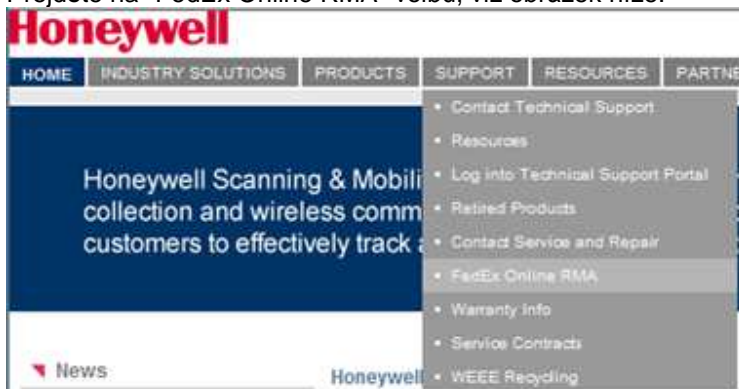 Přejděte na "FedEx Online RMA" volbu, viz obrázek níže.
Honeywell
HOME INDUSTRY SOLUTIONS PRODUCTS SUPPORT RESOURCES PARTNE
• Contact Technical Support
• Resources
• Log into Technical Support Portal
• Retired Products
• Contact Service and Repair
• FedEx Online RMA
• Warranty Info
• Service Contracts
• WEEE Recycling
Honeywell Scanning & Mobili
collection and wireless comm
customers to effectively track a
News
Honeywell